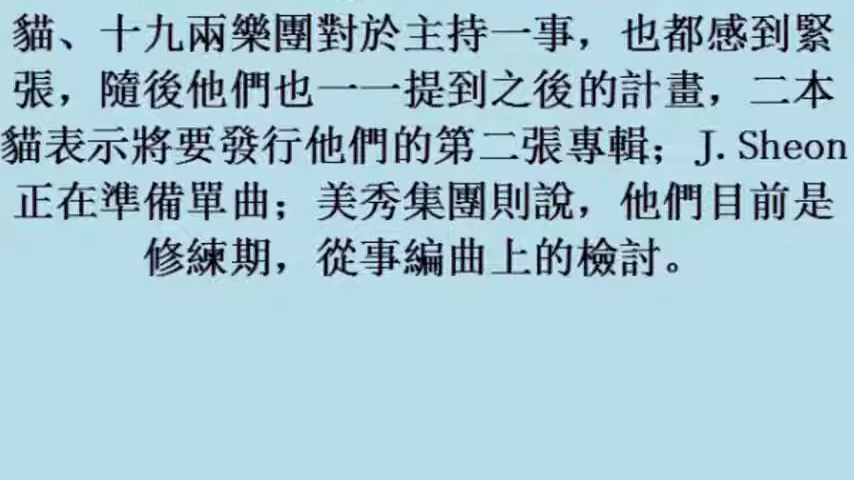 貓、十九兩樂團對於主持一事，也都感到緊
張，隨後他們也一一提到之後的計畫，二本
貓表示將要發行他們的第二張專輯；J.Sheon
正在準備單曲；美秀集團則說，他們目前是
修練期，從事編曲上的檢討。